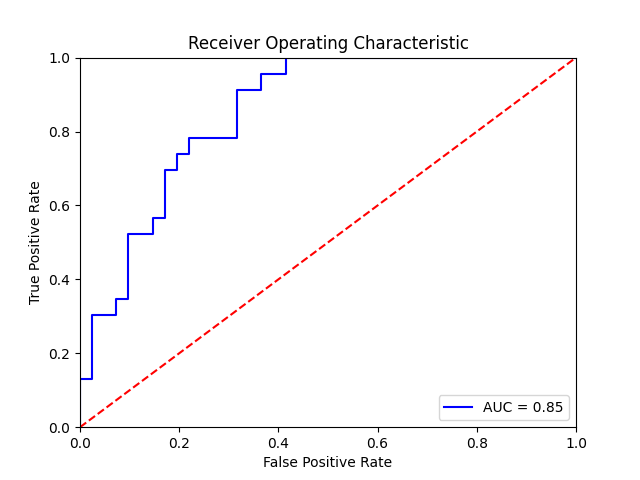 Receiver Operating Characteristic
1.0
0.8
0.6
0.4
0.2
0.0
True Positive Rate
AUC = 0.85
0.0 0.2 0.4 0.6 0.8 1.0
False Positive Rate